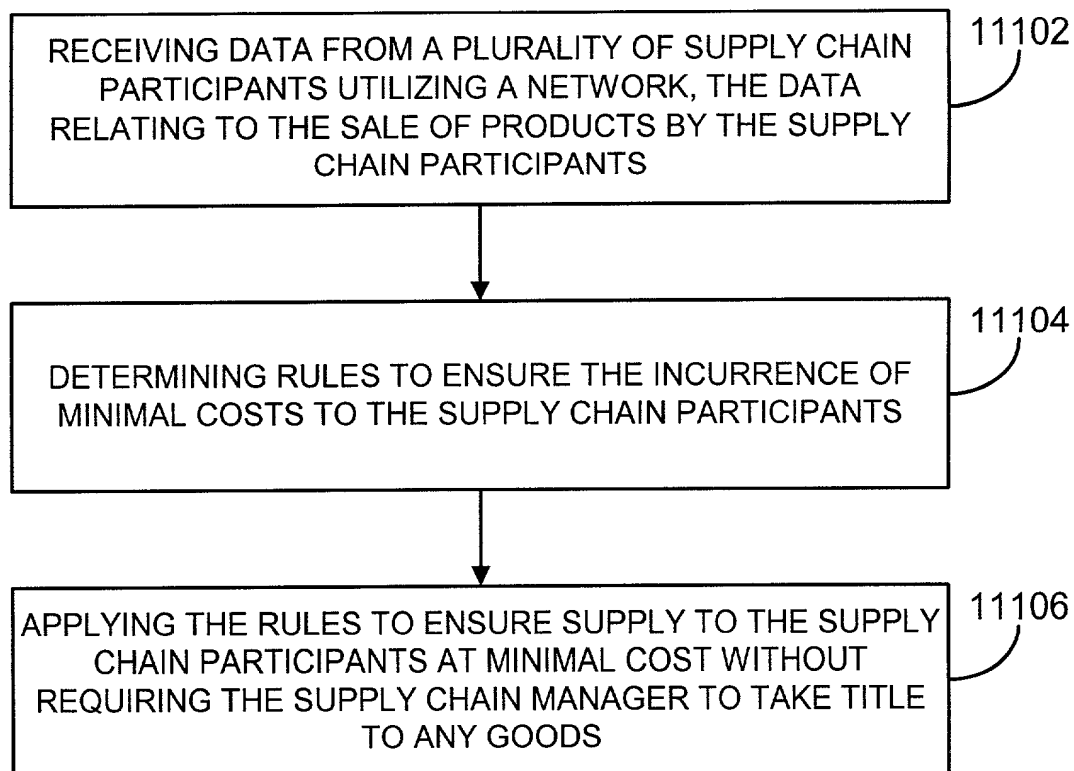 11102
RECEIVING DATA FROM A PLURALITY OF SUPPLY CHAIN
PARTICIPANTS UTILIZING A NETWORK, THE DATA
RELATING TO THE SALE OF PRODUCTS BY THE SUPPLY
CHAIN PARTICIPANTS
11104
DETERMINING RULES TO ENSURE THE INCURRENCE OF
MINIMAL COSTS TO THE SUPPLY CHAIN PARTICIPANTS
11106
APPLYING THE RULES TO ENSURE SUPPLY TO THE SUPPLY
CHAIN PARTICIPANTS AT MINIMAL COST WITHOUT
REQUIRING THE SUPPLY CHAIN MANAGER TO TAKE TITLE
TO ANY GOODS